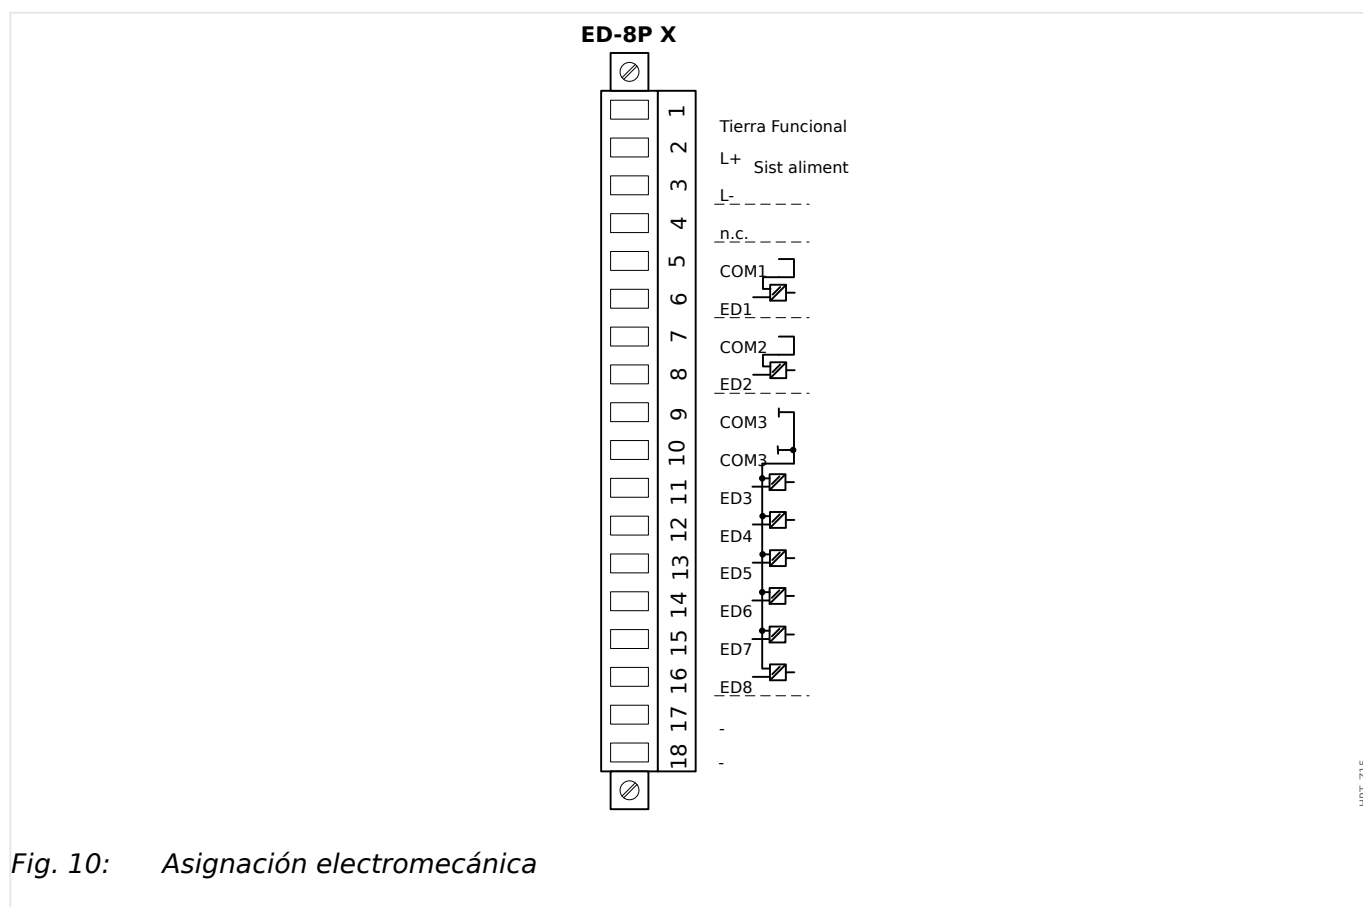 ED-8P X
1
Tierra Funcional
2
L+ Sist aliment
3
L-
4
n.c.
5
COM1
6
ED1
7
COM2
8
ED2
9
COM3
10
COM3
11
ED3
12
ED4
13
ED5
14
ED6
15
ED7
16
ED8
17
-
18
-
Fig. 10: Asignación electromecánica